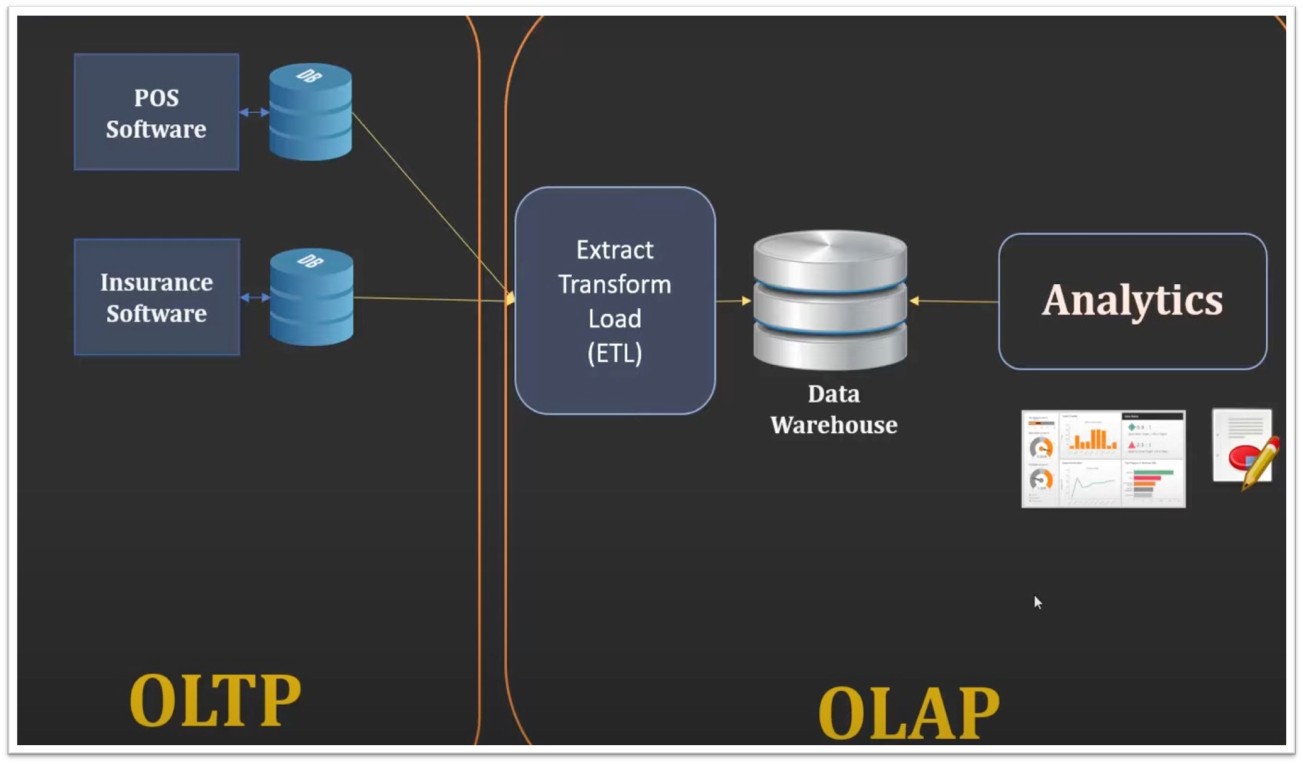 POS
Software
DB
Insurance
Software
DB
Extract
Transform
Load
(ETL)
Data
Warehouse
Analytics
OLTP
OLAP